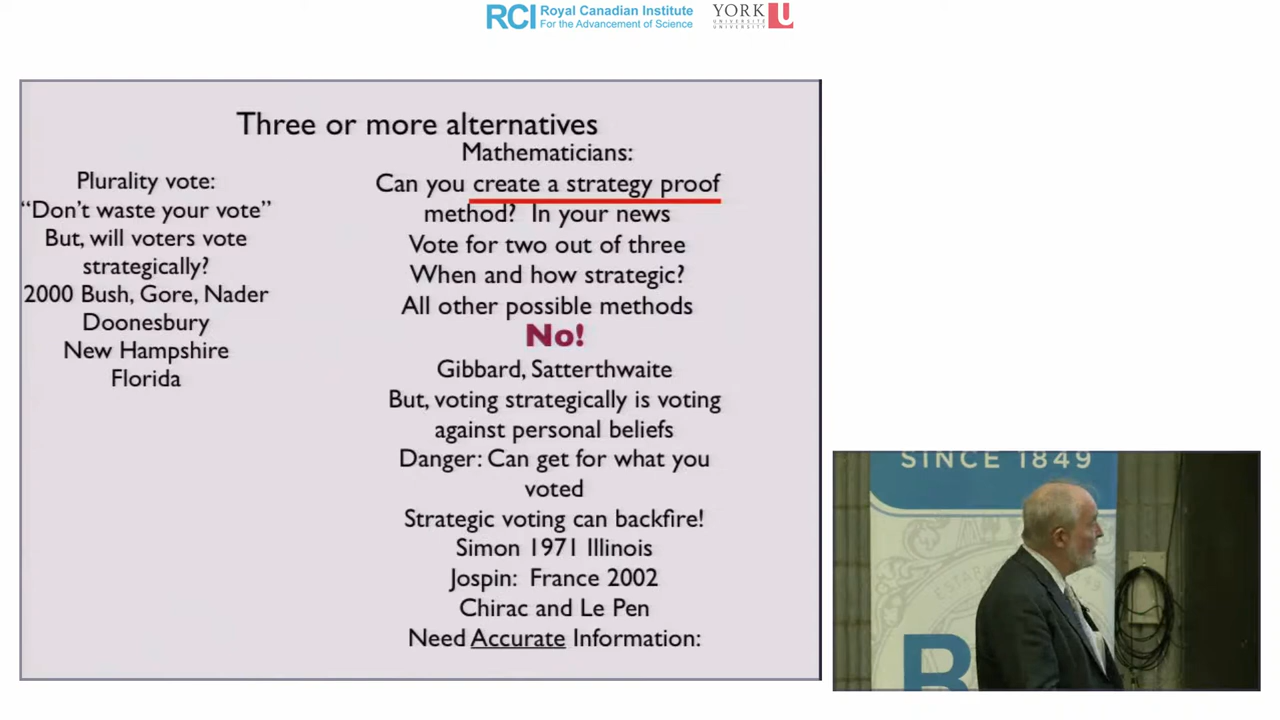 RCI Royal Canadian Institute
For the Advancement of Science
YORK U
UNIVERSITÉ
UNIVERSITY
Three or more alternatives
Plurality vote:
“Don’t waste your vote”
But, will voters vote
strategically?
2000 Bush, Gore, Nader
Doonesbury
New Hampshire
Florida
Mathematicians:
Can you create a strategy proof
method? In your news
Vote for two out of three
When and how strategic?
All other possible methods
No!
Gibbard, Satterthwaite
But, voting strategically is voting
against personal beliefs
Danger: Can get for what you
voted
Strategic voting can backfire!
Simon 1971 Illinois
Jospin: France 2002
Chirac and Le Pen
Need Accurate Information:
SINCE 1849
R